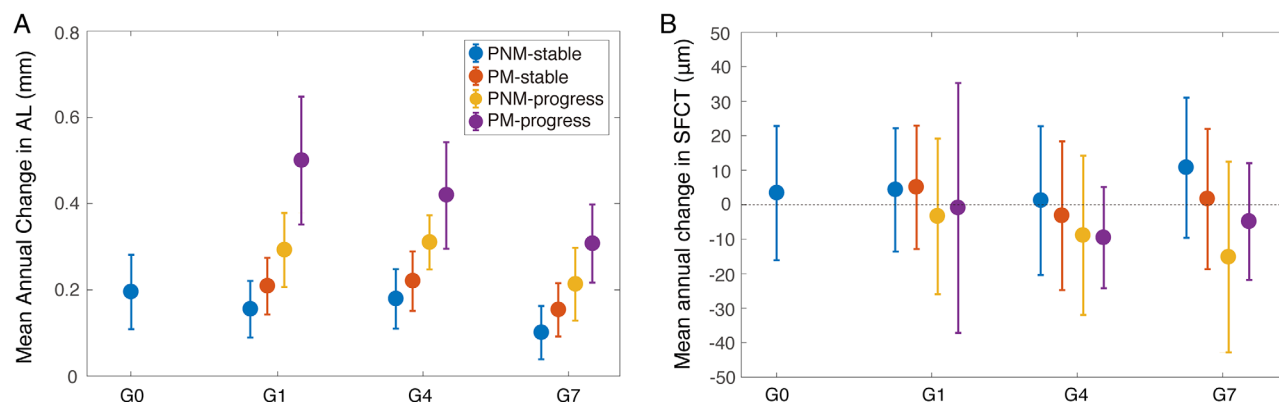 A
Mean Annual Change in AL (mm)
0.8
0.6
0.4
0.2
0
G0
G1
G4
G7
PNM-stable
PM-stable
PNM-progress
PM-progress
B
Mean annual change in SFCT (μm)
50
40
30
20
10
0
-10
-20
-30
-40
-50
G0
G1
G4
G7